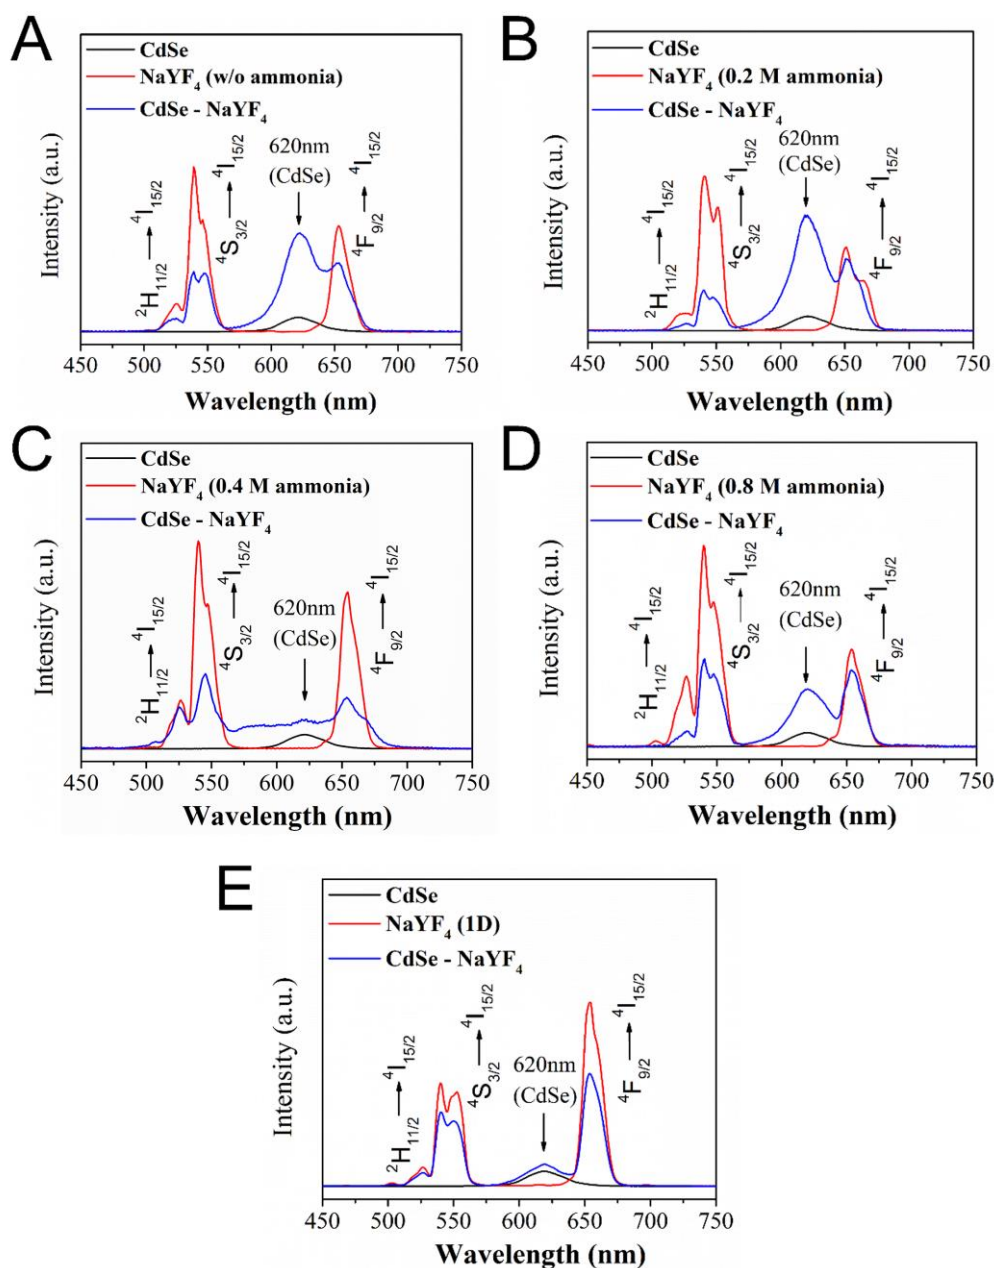 A
CdSe
NaYF₄ (w/o ammonia)
CdSe - NaYF₄
620nm
(CdSe)
²H₁₁/₂ → ⁴I₁₅/₂
⁴S₃/₂ → ⁴I₁₅/₂
⁴F₉/₂ → ⁴I₁₅/₂
Intensity (a.u.)
450 500 550 600 650 700 750
Wavelength (nm)
B
CdSe
NaYF₄ (0.2 M ammonia)
CdSe - NaYF₄
620nm
(CdSe)
²H₁₁/₂ → ⁴I₁₅/₂
⁴S₃/₂ → ⁴I₁₅/₂
⁴F₉/₂ → ⁴I₁₅/₂
Intensity (a.u.)
450 500 550 600 650 700 750
Wavelength (nm)
C
CdSe
NaYF₄ (0.4 M ammonia)
CdSe - NaYF₄
620nm
(CdSe)
²H₁₁/₂ → ⁴I₁₅/₂
⁴S₃/₂ → ⁴I₁₅/₂
⁴F₉/₂ → ⁴I₁₅/₂
Intensity (a.u.)
450 500 550 600 650 700 750
Wavelength (nm)
D
CdSe
NaYF₄ (0.8 M ammonia)
CdSe - NaYF₄
620nm
(CdSe)
²H₁₁/₂ → ⁴I₁₅/₂
⁴S₃/₂ → ⁴I₁₅/₂
⁴F₉/₂ → ⁴I₁₅/₂
Intensity (a.u.)
450 500 550 600 650 700 750
Wavelength (nm)
E
CdSe
NaYF₄ (1D)
CdSe - NaYF₄
620nm
(CdSe)
²H₁₁/₂ → ⁴I₁₅/₂
⁴S₃/₂ → ⁴I₁₅/₂
⁴F₉/₂ → ⁴I₁₅/₂
Intensity (a.u.)
450 500 550 600 650 700 750
Wavelength (nm)